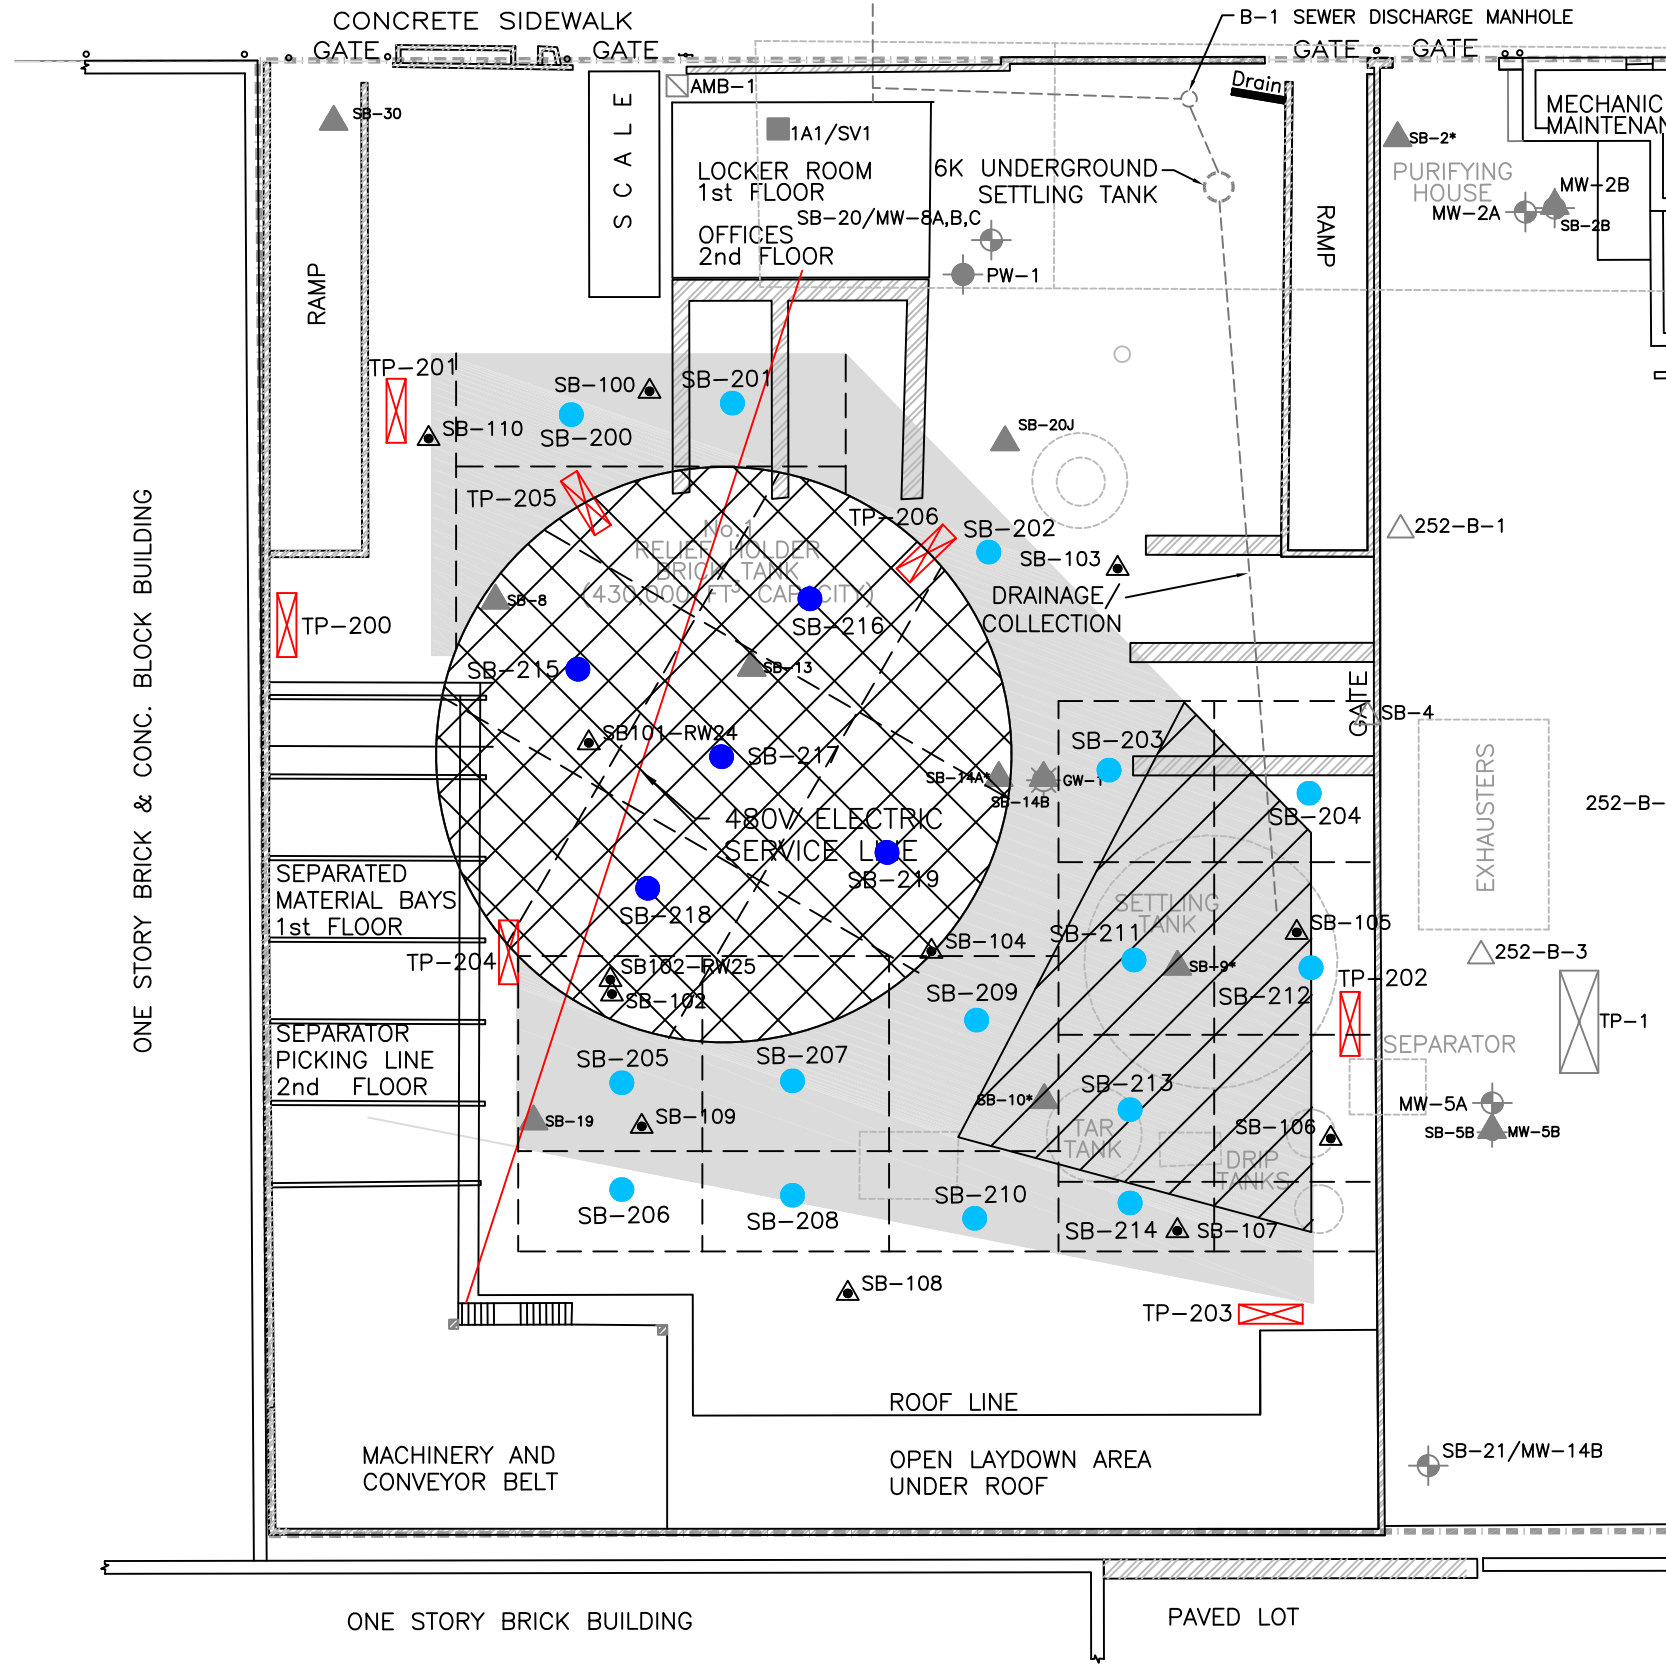 CONCRETE SIDEWALK
GATE
GATE
B-1 SEWER DISCHARGE MANHOLE
GATE
GATE
SCALE
AMB-1
Drain
SB-30
1A1/SV1
LOCKER ROOM
1st FLOOR
OFFICES
2nd FLOOR
6K UNDERGROUND
SETTLING TANK
SB-20/MW-8A,B,C
PW-1
RAMP
RAMP
SB-2*
PURIFYING
HOUSE
MECHANIC
MW-2A
MW-2B
SB-2B
TP-201
SB-100
SB-201
SB-110
SB-200
SB-20J
TP-205
TP-206
SB-202
SB-103
252-B-1
No.1
RELIEF HOLDER
BRICK TANK
(430,000 FT³ CAPACITY)
DRAINAGE/
COLLECTION
SB-8
SB-216
TP-200
SB-215
SB-13
GATE
SB-4
SB101-RW24
SB-217
SB-203
SB-14A*
GW-1
SB-14B
480V ELECTRIC
SERVICE LINE
SB-204
EXHAUSTERS
252-B-
SB-219
SB-218
SEPARATED
MATERIAL BAYS
1st FLOOR
ONE STORY BRICK & CONC. BLOCK BUILDING
SETTLING
TANK
SB-105
SB-211
SB-104
252-B-3
TP-204
SB102-RW25
SB-102
SB-9*
SB-212
TP-202
SB-209
TP-1
SEPARATOR
PICKING LINE
2nd FLOOR
SEPARATOR
SB-205
SB-207
SB-213
SB-10*
MW-5A
SB-5B
MW-5B
SB-19
SB-109
TAR
TANK
SB-106
DRIP
TANKS
SB-206
SB-208
SB-210
SB-214
SB-107
SB-108
TP-203
ROOF LINE
MACHINERY AND
CONVEYOR BELT
OPEN LAYDOWN AREA
UNDER ROOF
SB-21/MW-14B
ONE STORY BRICK BUILDING
PAVED LOT